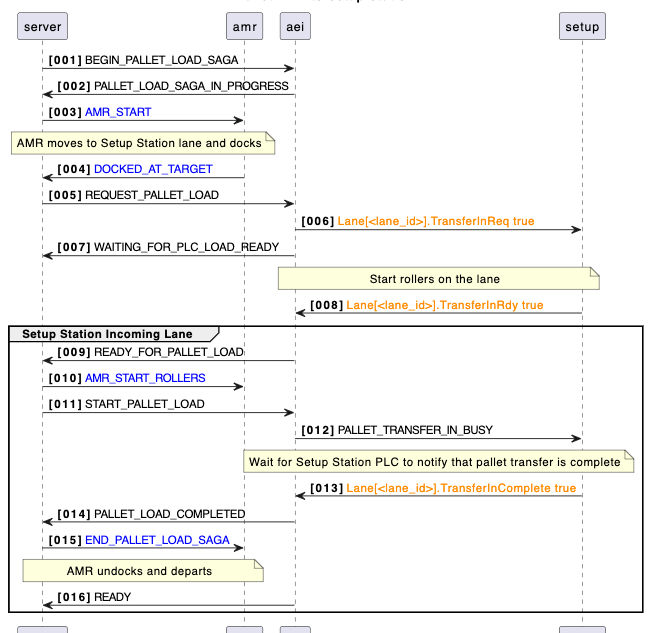 server amr aei setup
[001] BEGIN_PALLET_LOAD_SAGA
[002] PALLET_LOAD_SAGA_IN_PROGRESS
[003] AMR_START
AMR moves to Setup Station lane and docks
[004] DOCKED_AT_TARGET
[005] REQUEST_PALLET_LOAD
[006] Lane[<lane_id>].TransferInReq true
[007] WAITING_FOR_PLC_LOAD_READY
Start rollers on the lane
[008] Lane[<lane_id>].TransferInRdy true
Setup Station Incoming Lane
[009] READY_FOR_PALLET_LOAD
[010] AMR_START_ROLLERS
[011] START_PALLET_LOAD
[012] PALLET_TRANSFER_IN_BUSY
Wait for Setup Station PLC to notify that pallet transfer is complete
[013] Lane[<lane_id>].TransferInComplete true
[014] PALLET_LOAD_COMPLETED
[015] END_PALLET_LOAD_SAGA
AMR undocks and departs
[016] READY